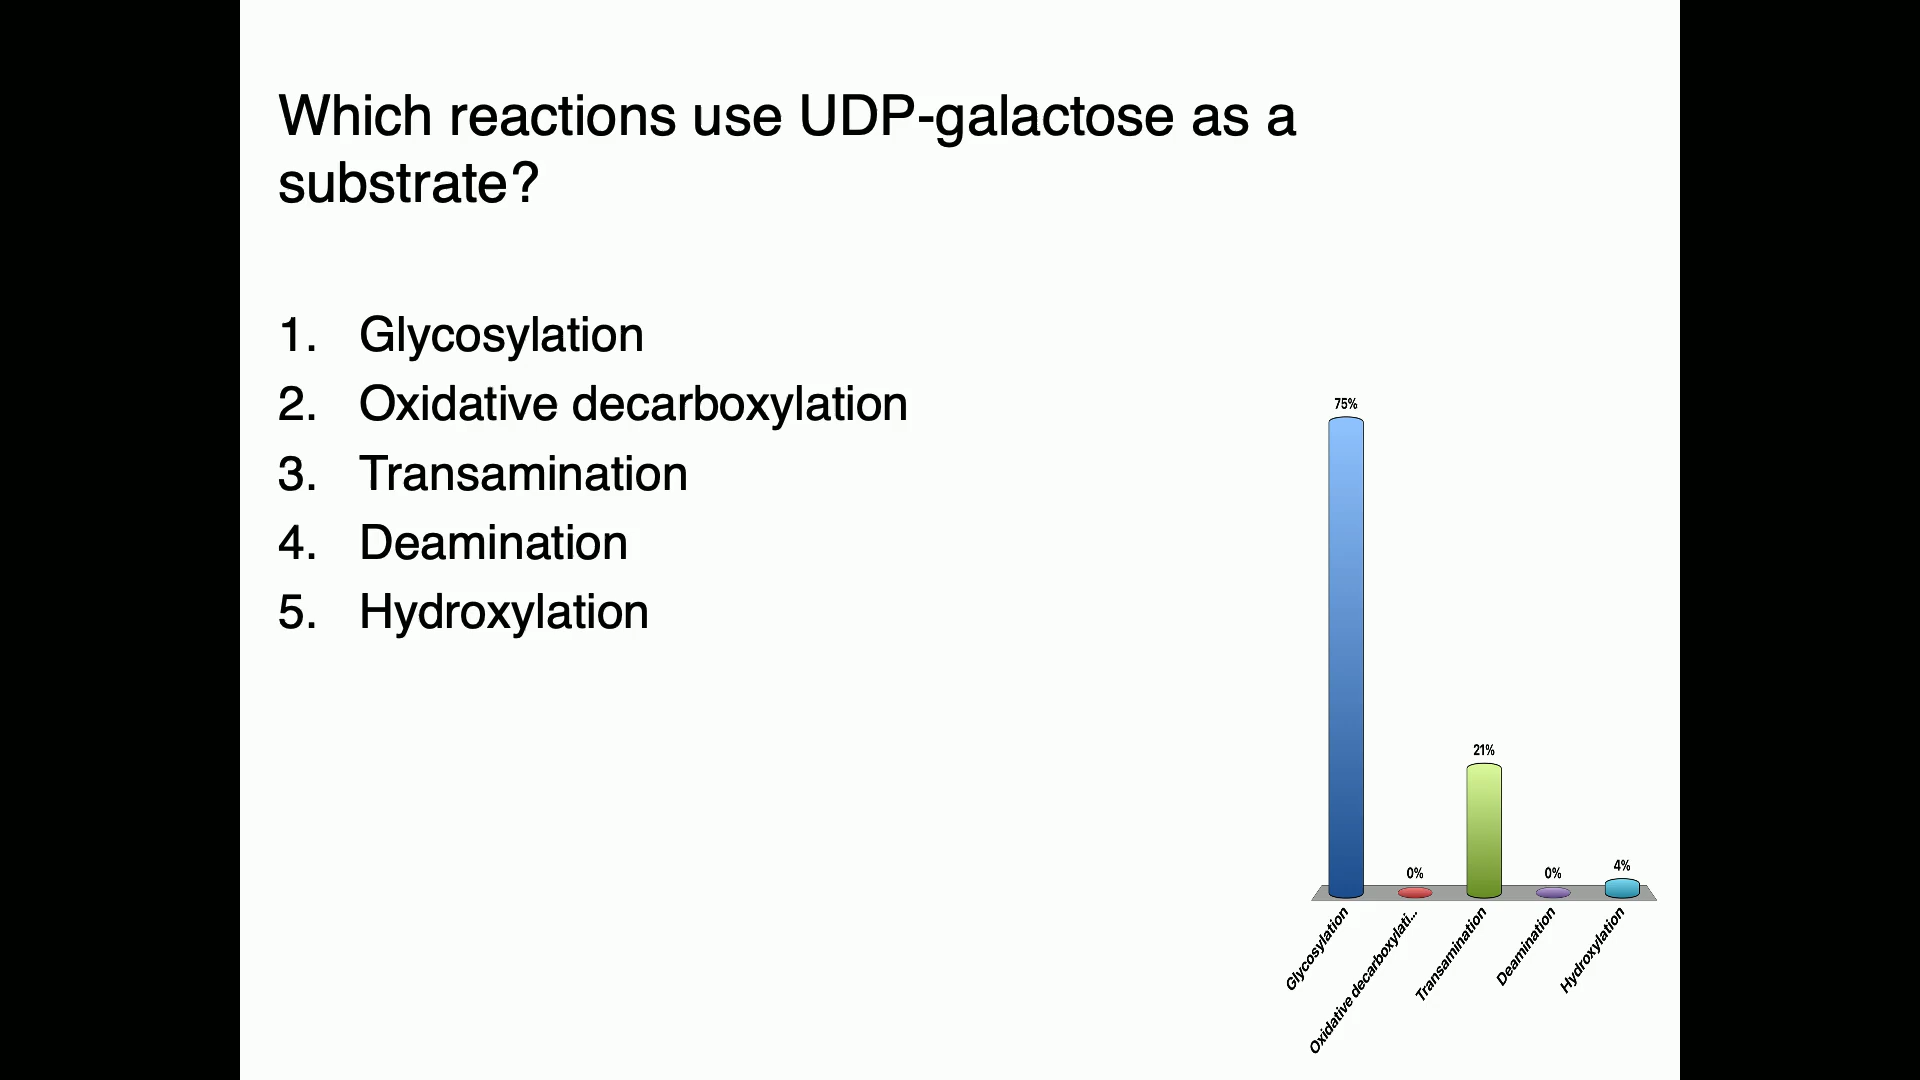 Which reactions use UDP-galactose as a
substrate?
1. Glycosylation
2. Oxidative decarboxylation
3. Transamination
4. Deamination
5. Hydroxylation
75%
0%
21%
0%
4%
Glycosylation
Oxidative decarboxylati...
Transamination
Deamination
Hydroxylation